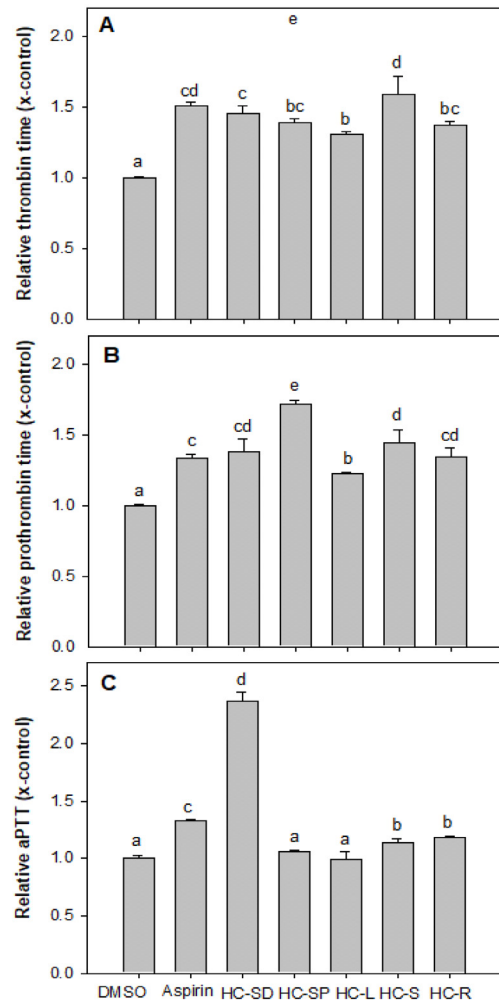 A
e
2.0
d
cd
c
bc
bc
b
1.5
a
1.0
0.5
0.0
Relative thrombin time (x-control)
B
2.0
e
d
cd
c
cd
b
1.5
a
1.0
0.5
0.0
Relative prothrombin time (x-control)
C
d
2.5
2.0
1.5
c
a
a
a
b
b
1.0
0.5
0.0
Relative aPTT (x-control)
DMSO Aspirin HC-SD HC-SP HC-L HC-S HC-R